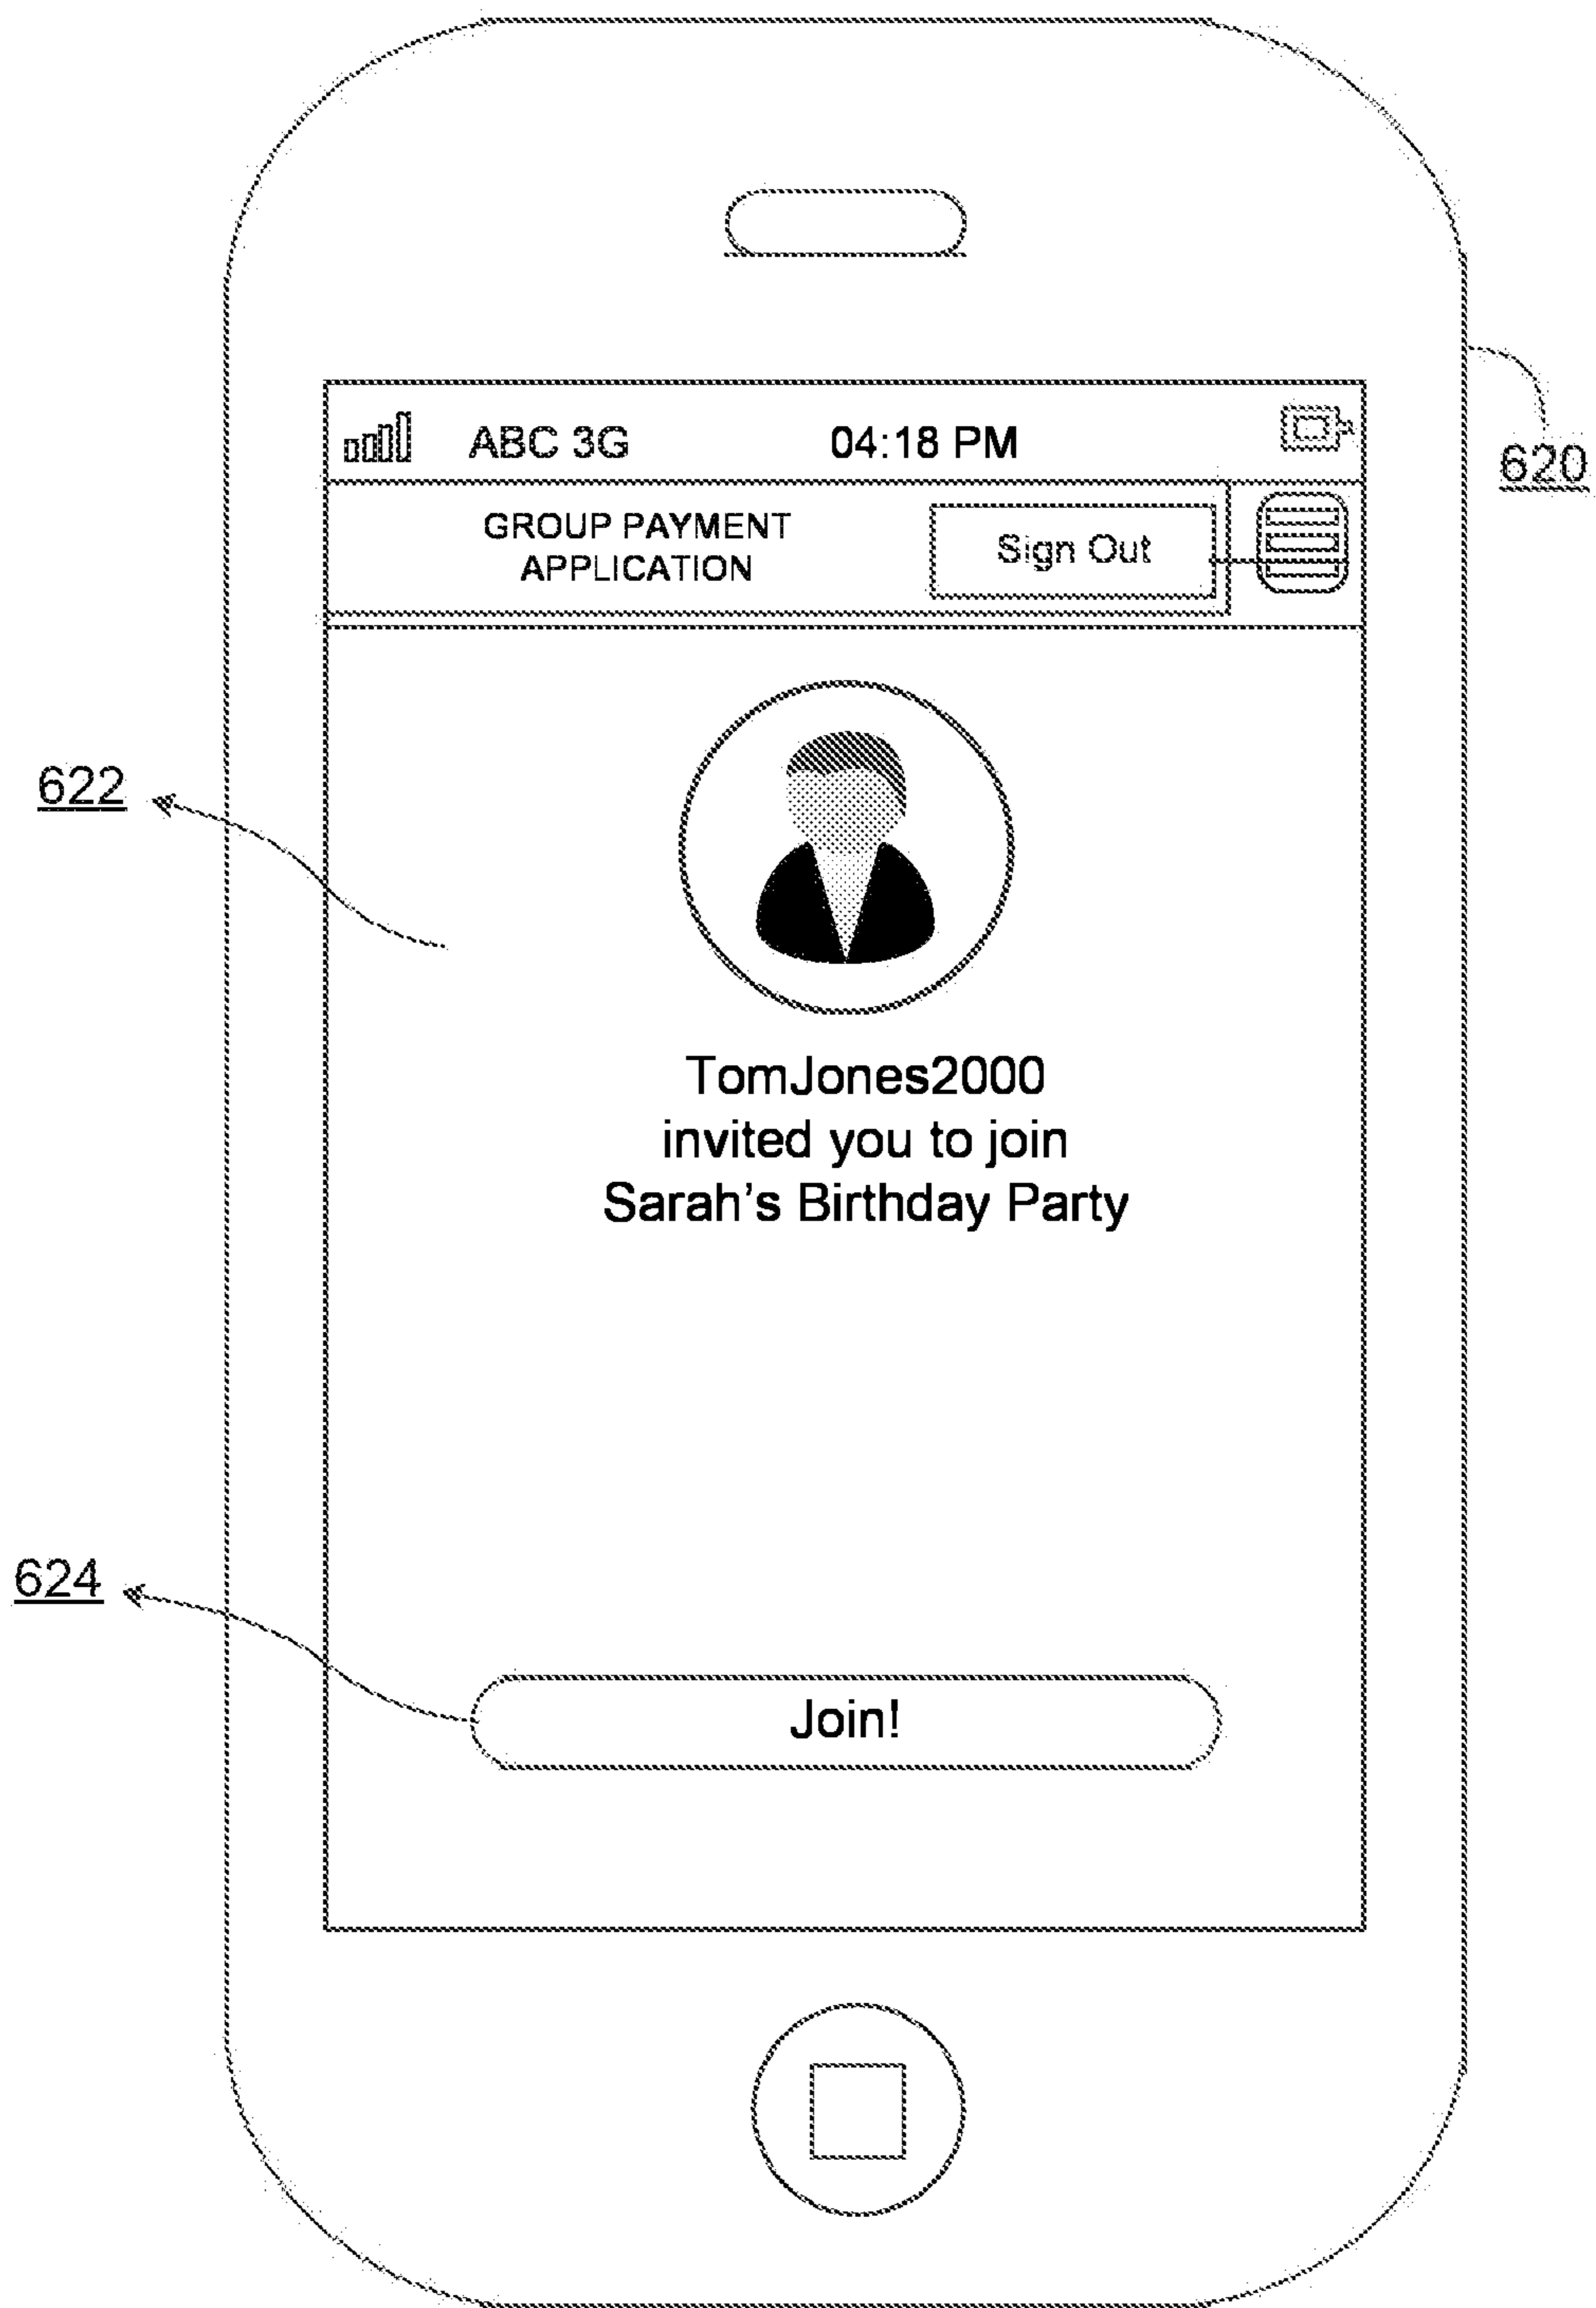 ABC 3G 04:18 PM
620
GROUP PAYMENT
APPLICATION
Sign Out
622
TomJones2000
invited you to join
Sarah's Birthday Party
624
Join!